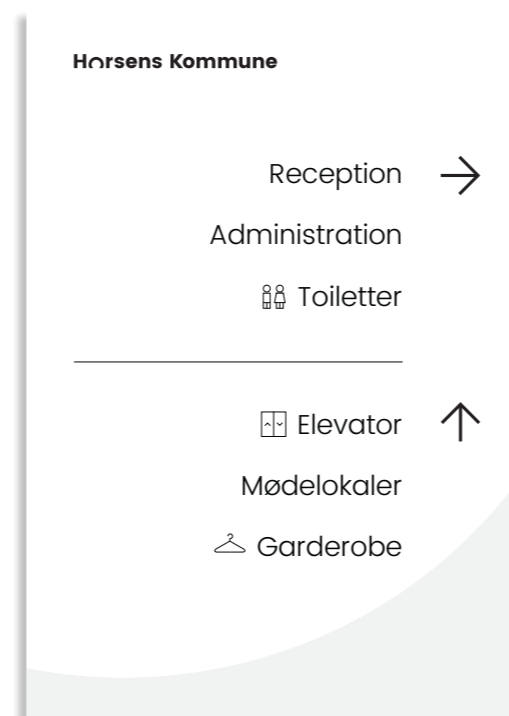 Horsens Kommune
Reception
Administration
Toiletter
Elevator
Mødelokaler
Garderobe